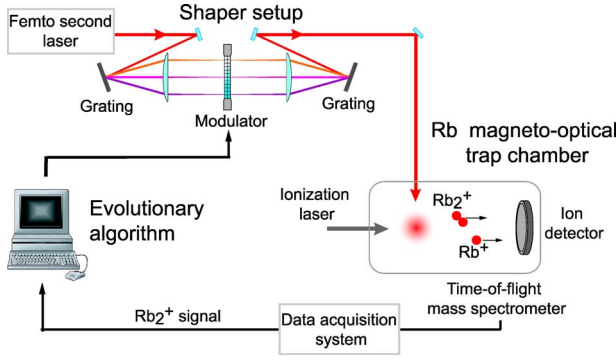 Shaper setup
Femto second
laser
Grating
Grating
Modulator
Rb magneto-optical
trap chamber
Evolutionary
algorithm
Ionization
laser
Rb₂⁺
Rb⁺
Ion
detector
Time-of-flight
mass spectrometer
Rb₂⁺ signal
Data acquisition
system